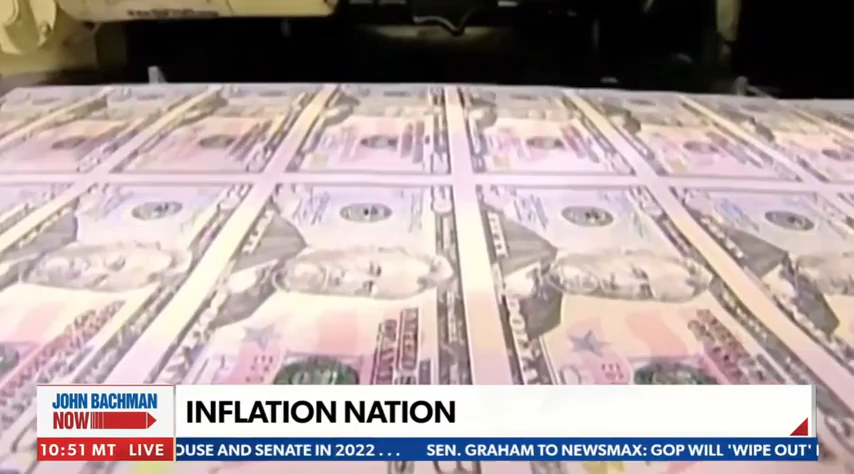 JOHN BACHMAN
NOW
INFLATION NATION
10:51 MT LIVE
OUSE AND SENATE IN 2022 . . . SEN. GRAHAM TO NEWSMAX: GOP WILL 'WIPE OUT'